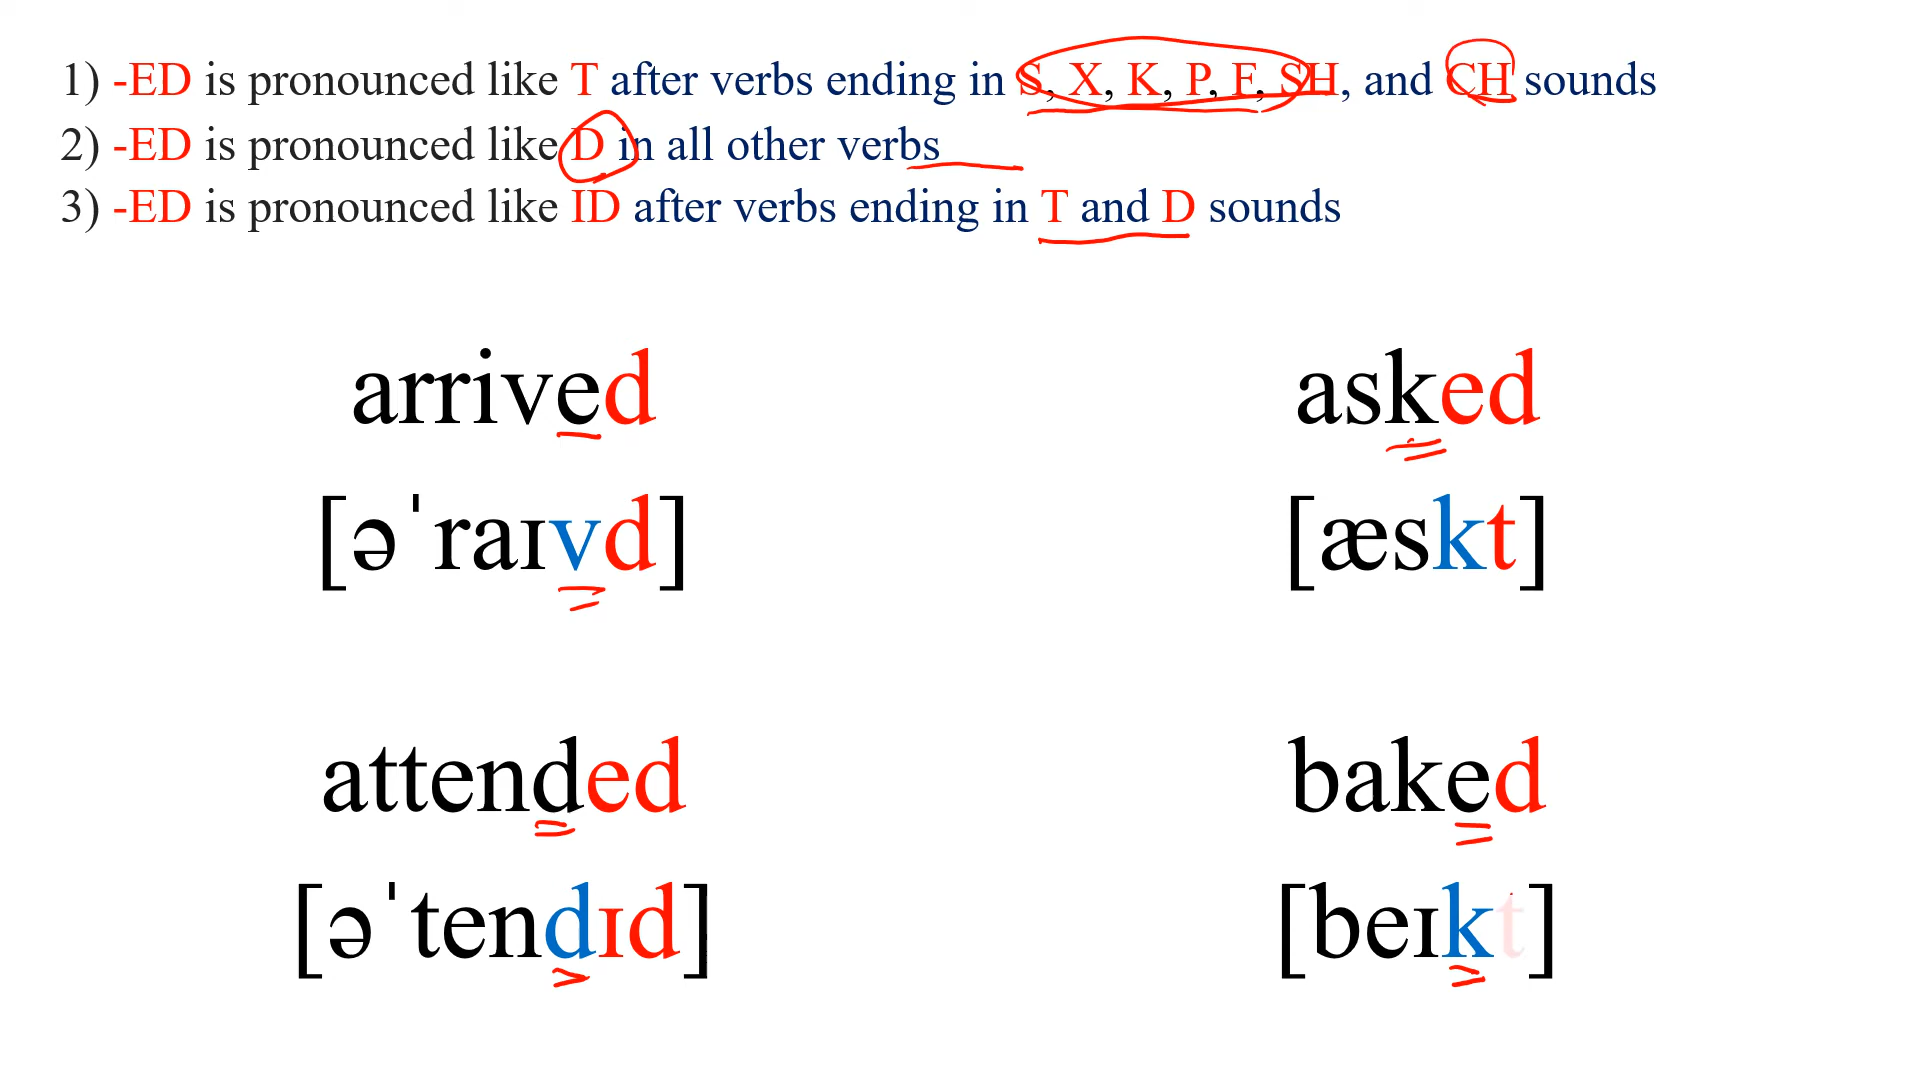 1) -ED is pronounced like T after verbs ending in S, X, K, P, F, SH, and CH sounds
2) -ED is pronounced like D in all other verbs
3) -ED is pronounced like ID after verbs ending in T and D sounds
arrived
asked
[əˈraɪvd]
[æskt]
attended
baked
[əˈtendɪd]
[beɪkt]